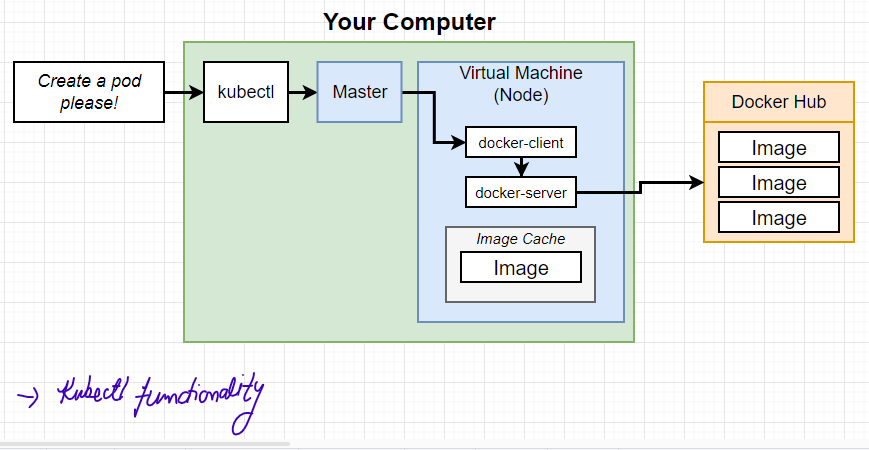 Your Computer
Create a pod
please!
kubectl
Master
Virtual Machine
(Node)
docker-client
docker-server
Image Cache
Image
Docker Hub
Image
Image
Image
→ Kubectl functionality